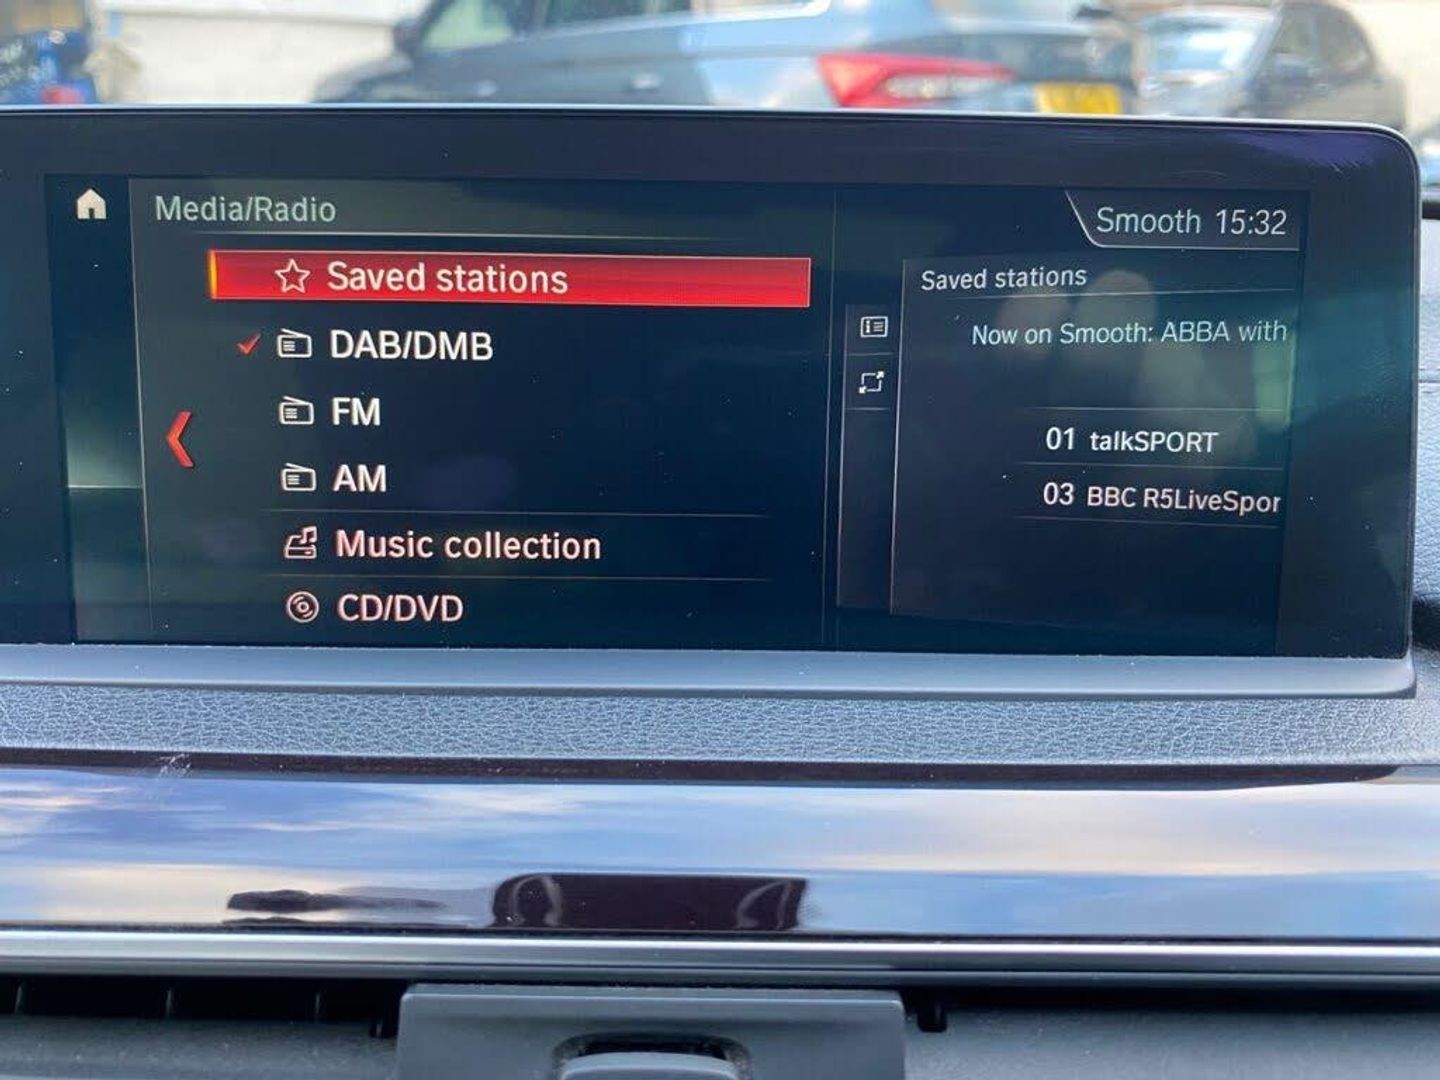 Media/Radio
Smooth 15:32
Saved stations
DAB/DMB
FM
AM
Music collection
CD/DVD
Saved stations
Now on Smooth: ABBA with
01 talkSPORT
03 BBC R5LiveSpor